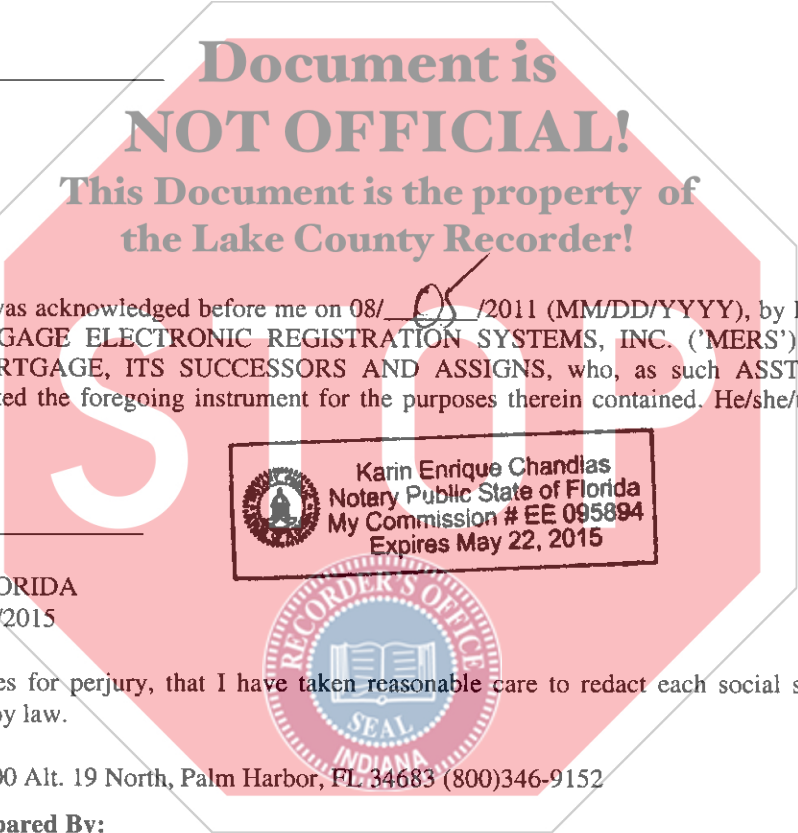 Document is
NOT OFFICIAL!
This Document is the property of
the Lake County Recorder!
was acknowledged before me on 08/ 08 /2011 (MM/DD/YYYY), by
GAGE ELECTRONIC REGISTRATION SYSTEMS, INC. ('MERS')
RTGAGE, ITS SUCCESSORS AND ASSIGNS, who, as such ASST
ted the foregoing instrument for the purposes therein contained. He/she/
STOP
Karin Enrique Chandias
Notary Public State of Florida
My Commission # EE 095894
Expires May 22, 2015
ORIDA
/2015
RECORDER'S OFFICE
SEAL
INDIANA
es for perjury, that I have taken reasonable care to redact each social s
by law.
00 Alt. 19 North, Palm Harbor, FL 34683 (800)346-9152
pared By: